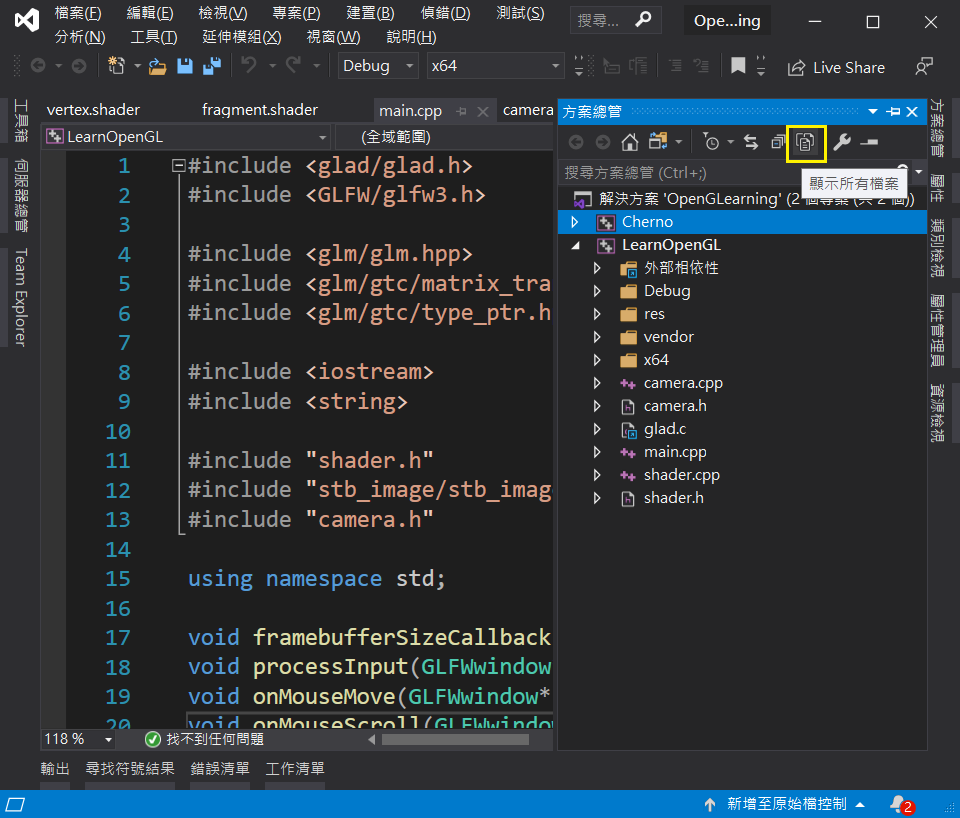 檔案(F) 編輯(E) 檢視(V) 專案(P) 建置(B) 偵錯(D) 測試(S) 搜尋... Ope...ing
分析(N) 工具(T) 延伸模組(X) 視窗(W) 說明(H)
Debug x64 Live Share
工具箱
伺服器總管
Team Explorer
vertex.shader fragment.shader main.cpp camera
LearnOpenGL (全域範圍)
1 #include <glad/glad.h>
2 #include <GLFW/glfw3.h>
3
4 #include <glm/glm.hpp>
5 #include <glm/gtc/matrix_tra
6 #include <glm/gtc/type_ptr.h
7
8 #include <iostream>
9 #include <string>
10
11 #include "shader.h"
12 #include "stb_image/stb_imag
13 #include "camera.h"
14
15 using namespace std;
16
17 void framebufferSizeCallback
18 void processInput(GLFWwindow
19 void onMouseMove(GLFWwindow*
20 void onMouseScroll(GLFWwindow
118 % 找不到任何問題
方案總管
搜尋方案總管 (Ctrl+;)
顯示所有檔案
解決方案 'OpenGLearning' (2 個專案 (共 2 個))
Cherno
LearnOpenGL
外部相依性
Debug
res
vendor
x64
camera.cpp
camera.h
glad.c
main.cpp
shader.cpp
shader.h
方案總管
屬性
類別檢視
屬性管理員
資源檢視
輸出 尋找符號結果 錯誤清單 工作清單
新增至原始檔控制 2